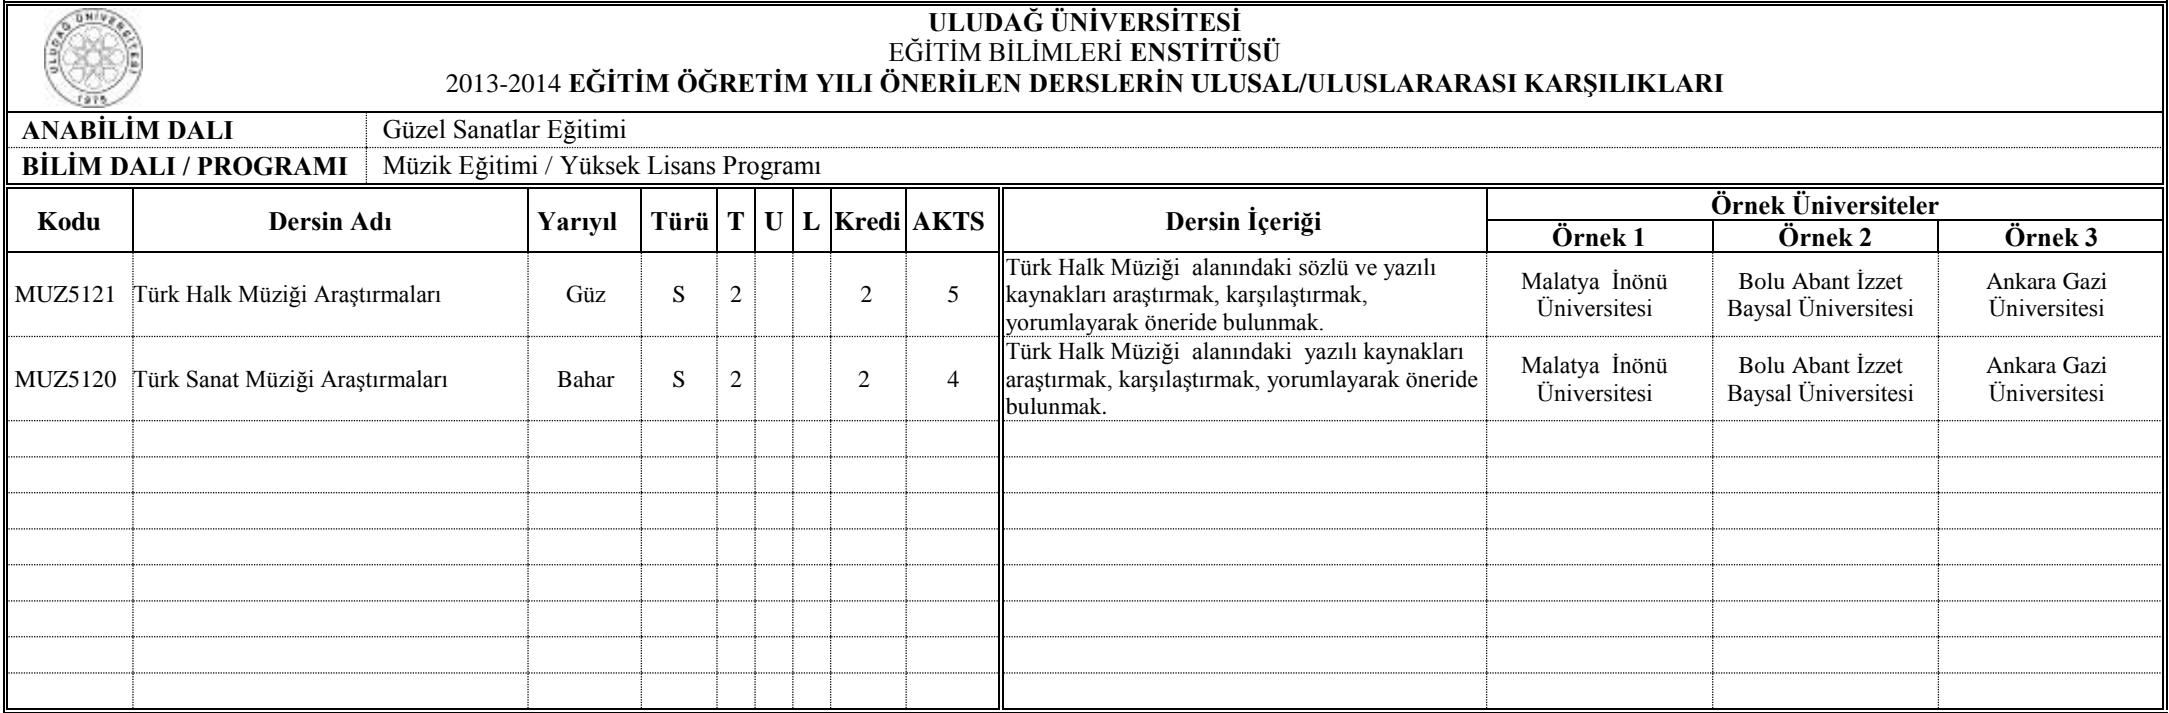 ULUDAĞ ÜNİVERSİTESİ
1975
ULUDAĞ ÜNİVERSİTESİ
EĞİTİM BİLİMLERİ ENSTİTÜSÜ
2013-2014 EĞİTİM ÖĞRETİM YILI ÖNERİLEN DERSLERİN ULUSAL/ULUSLARARASI KARŞILIKLARI
ANABİLİM DALI Güzel Sanatlar Eğitimi
BİLİM DALI / PROGRAMI Müzik Eğitimi / Yüksek Lisans Programı
Kodu Dersin Adı Yarıyıl Türü T U L Kredi AKTS Dersin İçeriği Örnek Üniversiteler
Örnek 1 Örnek 2 Örnek 3
MUZ5121 Türk Halk Müziği Araştırmaları Güz S 2 2 5
Türk Halk Müziği alanındaki sözlü ve yazılı
kaynakları araştırmak, karşılaştırmak,
yorumlayarak öneride bulunmak.
Malatya İnönü
Üniversitesi
Bolu Abant İzzet
Baysal Üniversitesi
Ankara Gazi
Üniversitesi
MUZ5120 Türk Sanat Müziği Araştırmaları Bahar S 2 2 4
Türk Halk Müziği alanındaki yazılı kaynakları
araştırmak, karşılaştırmak, yorumlayarak öneride
bulunmak.
Malatya İnönü
Üniversitesi
Bolu Abant İzzet
Baysal Üniversitesi
Ankara Gazi
Üniversitesi